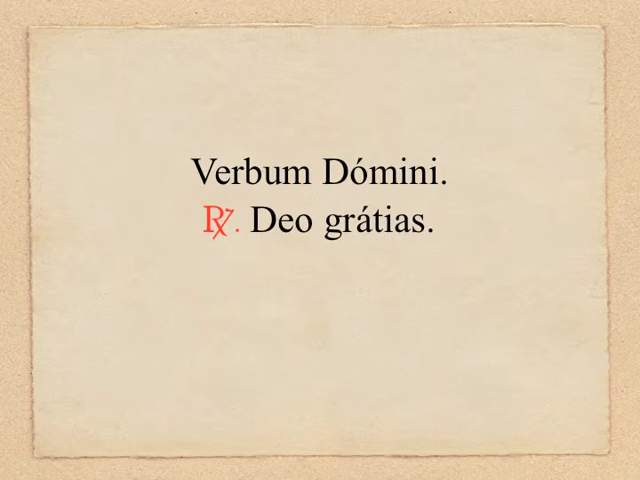 Verbum Dómini.
℟. Deo grátias.